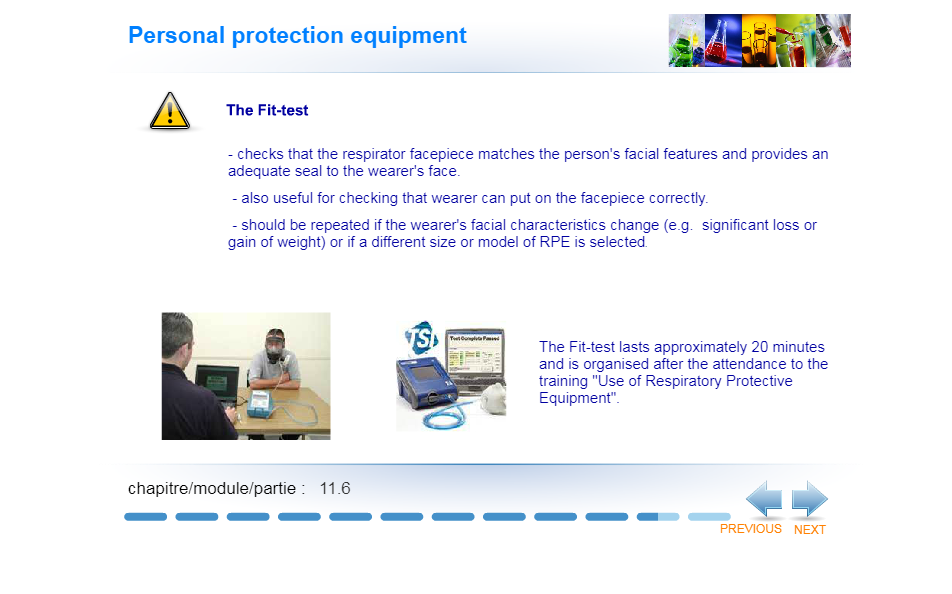 Personal protection equipment
The Fit-test
- checks that the respirator facepiece matches the person's facial features and provides an
adequate seal to the wearer's face.
- also useful for checking that wearer can put on the facepiece correctly.
- should be repeated if the wearer's facial characteristics change (e.g. significant loss or
gain of weight) or if a different size or model of RPE is selected.
TSI
Test Complete Passed
The Fit-test lasts approximately 20 minutes
and is organised after the attendance to the
training "Use of Respiratory Protective
Equipment".
chapitre/module/partie : 11.6
PREVIOUS NEXT